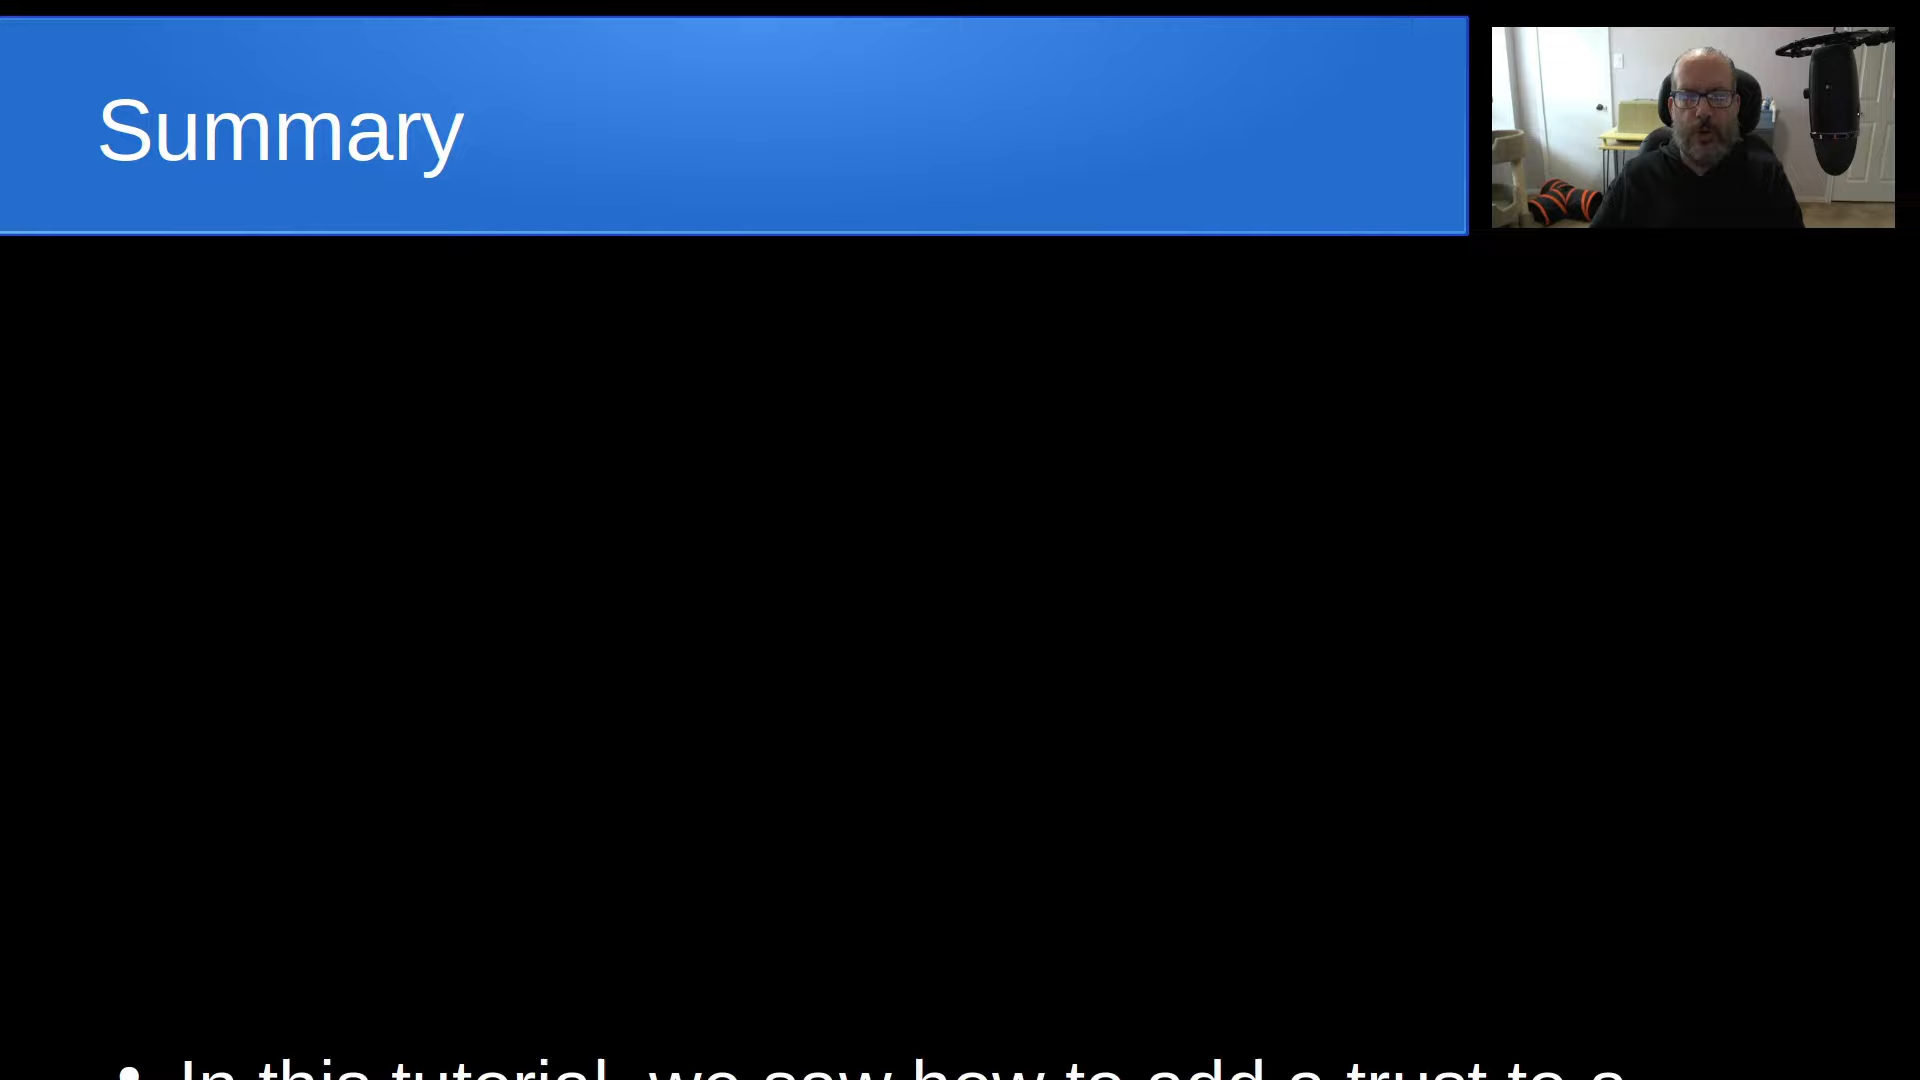 Summary
• In this tutorial, we saw how to add a trust to a